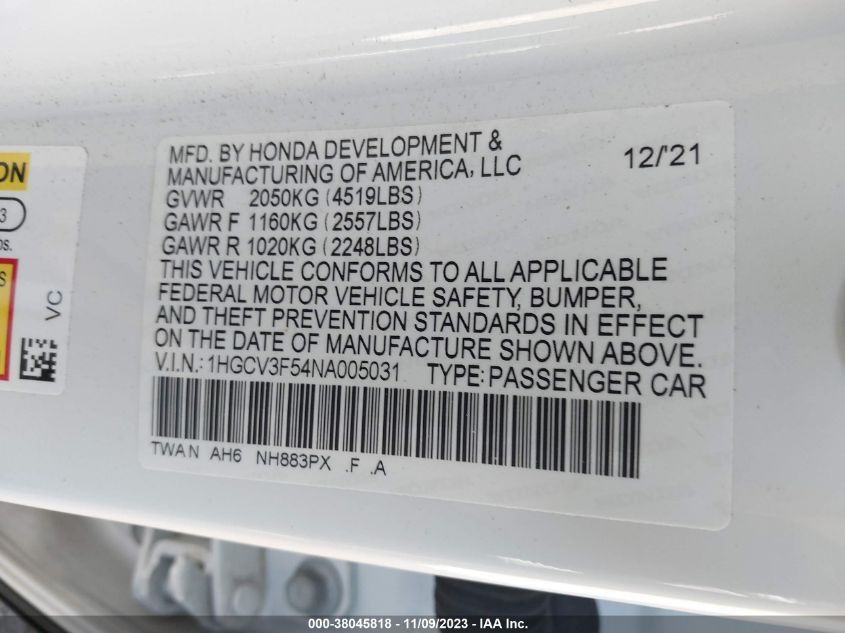 MFD. BY HONDA DEVELOPMENT &
MANUFACTURING OF AMERICA, LLC 12/'21
GVWR 2050KG (4519LBS)
GAWR F 1160KG (2557LBS)
GAWR R 1020KG (2248LBS)
THIS VEHICLE CONFORMS TO ALL APPLICABLE
FEDERAL MOTOR VEHICLE SAFETY, BUMPER,
AND THEFT PREVENTION STANDARDS IN EFFECT
ON THE DATE OF MANUFACTURE SHOWN ABOVE.
V.I.N.: 1HGCV3F54NA005031 TYPE: PASSENGER CAR
TWAN AH6 NH883PX .F .A
ON
3
os.
S
VC
000-38045818 - 11/09/2023 - IAAI, Inc.